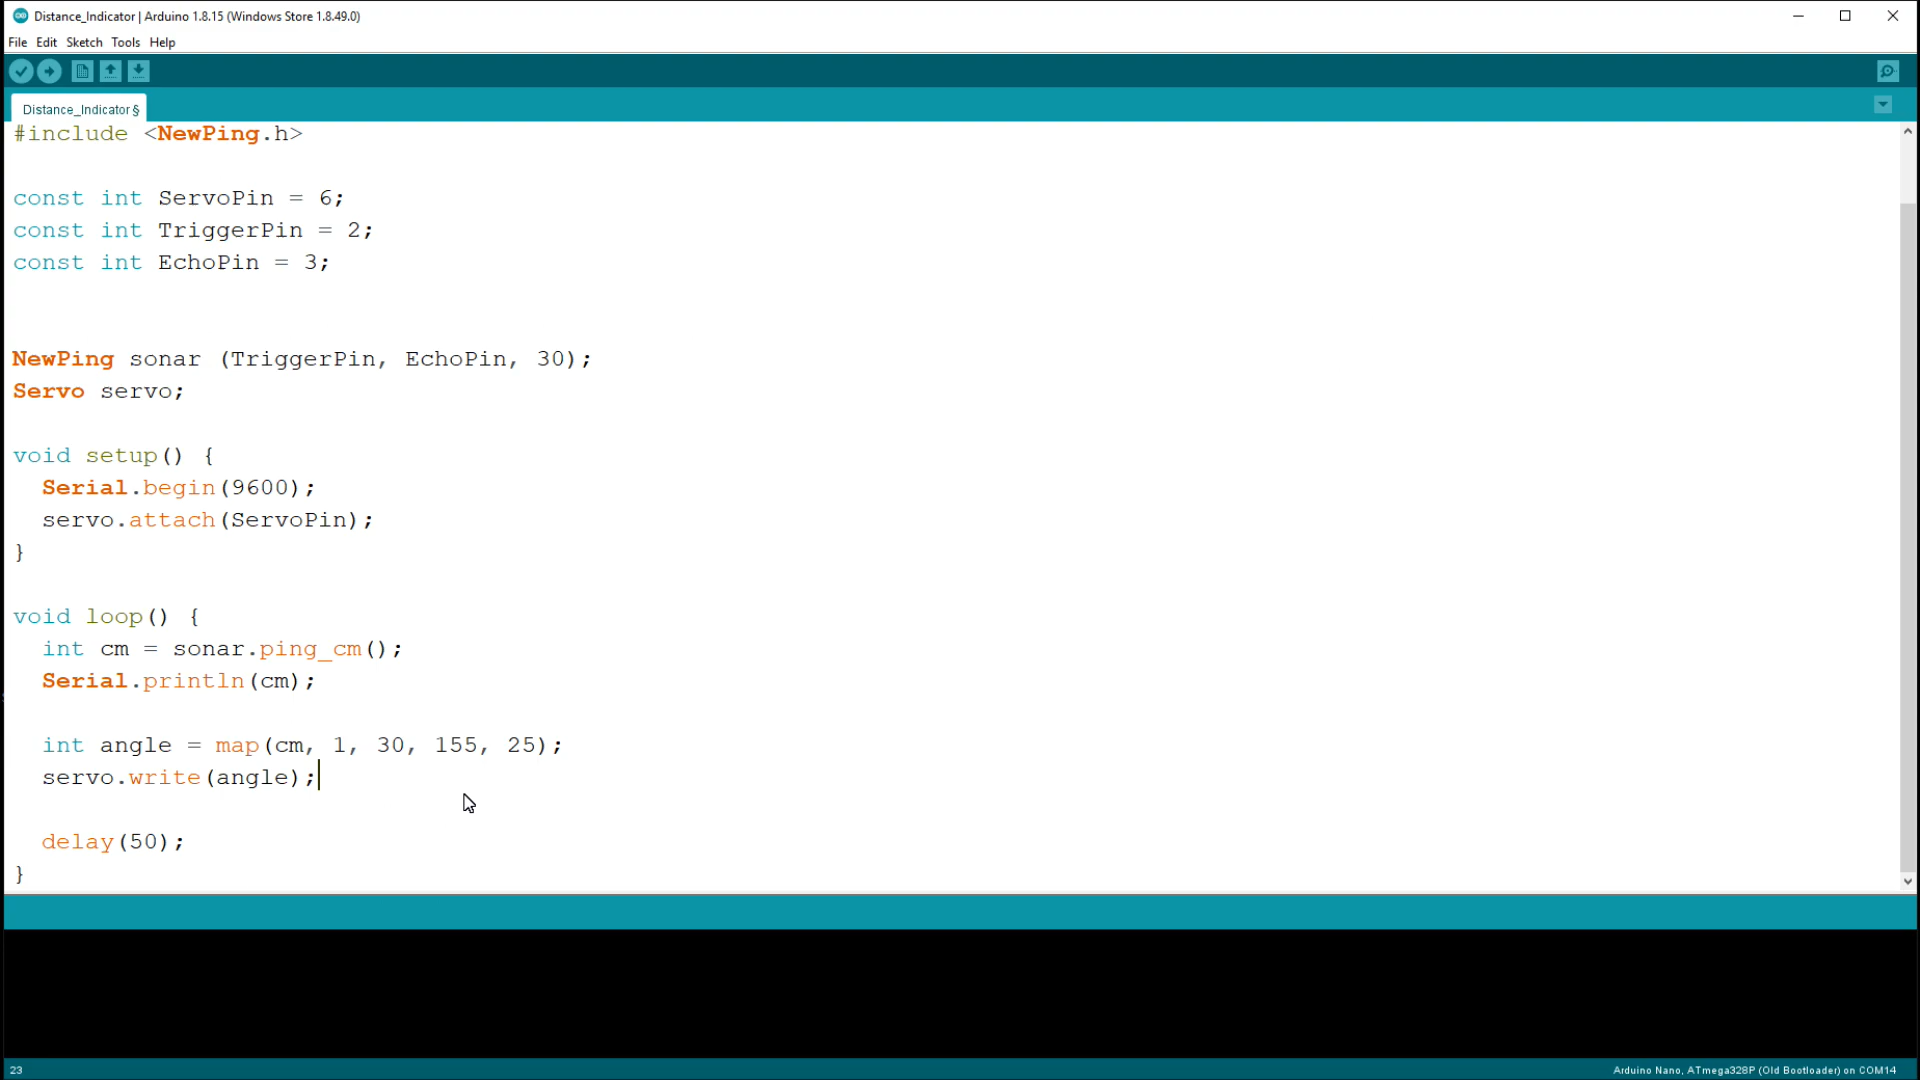 Distance_Indicator | Arduino 1.8.15 (Windows Store 1.8.49.0)
File Edit Sketch Tools Help
Distance_Indicator §
#include <NewPing.h>
const int ServoPin = 6;
const int TriggerPin = 2;
const int EchoPin = 3;
NewPing sonar (TriggerPin, EchoPin, 30);
Servo servo;
void setup() {
  Serial.begin(9600);
  servo.attach(ServoPin);
}
void loop() {
  int cm = sonar.ping_cm();
  Serial.println(cm);
  int angle = map(cm, 1, 30, 155, 25);
  servo.write(angle);
  delay(50);
}
23
Arduino Nano, ATmega328P (Old Bootloader) on COM14